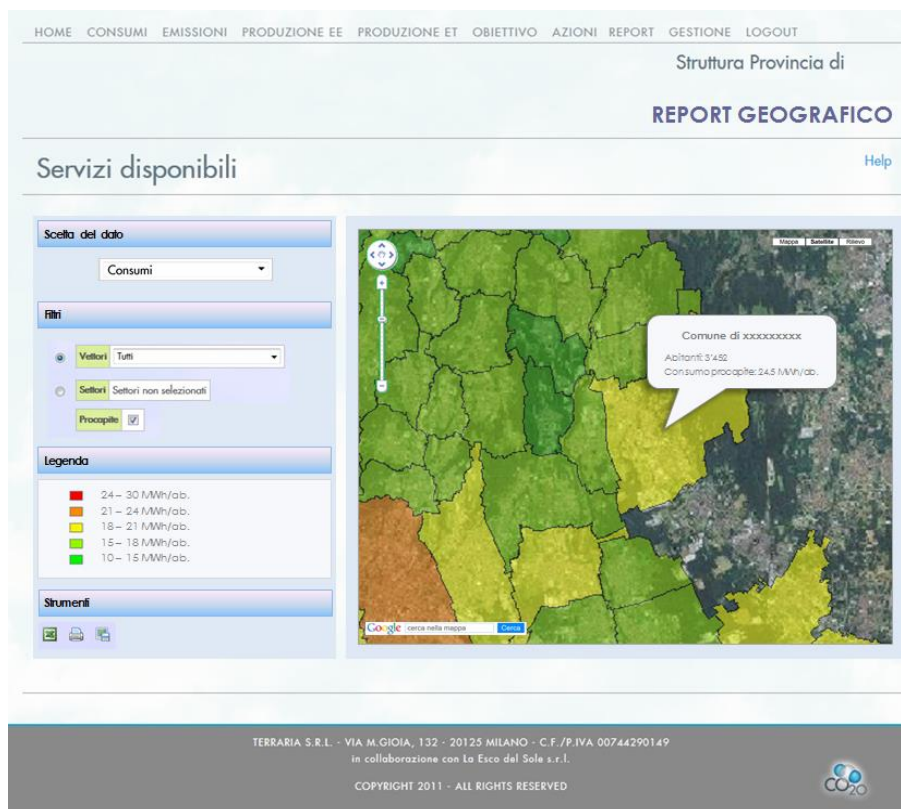 HOME CONSUMI EMISSIONI PRODUZIONE EE PRODUZIONE ET OBIETTIVO AZIONI REPORT GESTIONE LOGOUT
Struttura Provincia di
REPORT GEOGRAFICO
Servizi disponibili
Help
Scelta del dato
Consumi
Filtri
Vettori Tutti
Settori Settori non selezionati
Procapite
Legenda
24 – 30 MWh/ab.
21 – 24 MWh/ab.
18 – 21 MWh/ab.
15 – 18 MWh/ab.
10 – 15 MWh/ab.
Strumenti
Mappa Satellite Rilievo
Comune di xxxxxxxxx
Abitanti: 3'452
Consumo procapite: 24.5 MWh/ab.
Google cerca nella mappa Cerca
TERRARIA S.R.L. - VIA M.GIOIA, 132 - 20125 MILANO - C.F./P.IVA 00744290149
in collaborazione con La Esco del Sole s.r.l.
COPYRIGHT 2011 - ALL RIGHTS RESERVED
CO20